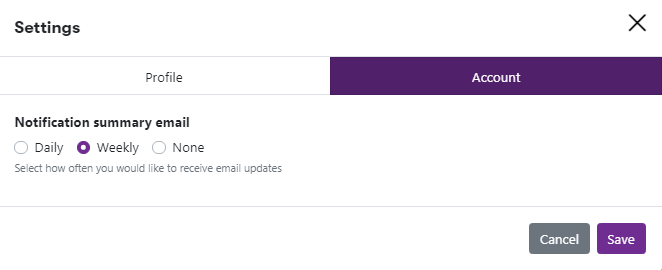 Settings
Profile
Account
Notification summary email
Daily Weekly None
Select how often you would like to receive email updates
Cancel Save